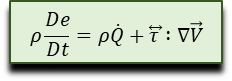 ρ De/Dt = ρQ̇ + τ⃡ : ∇V⃗